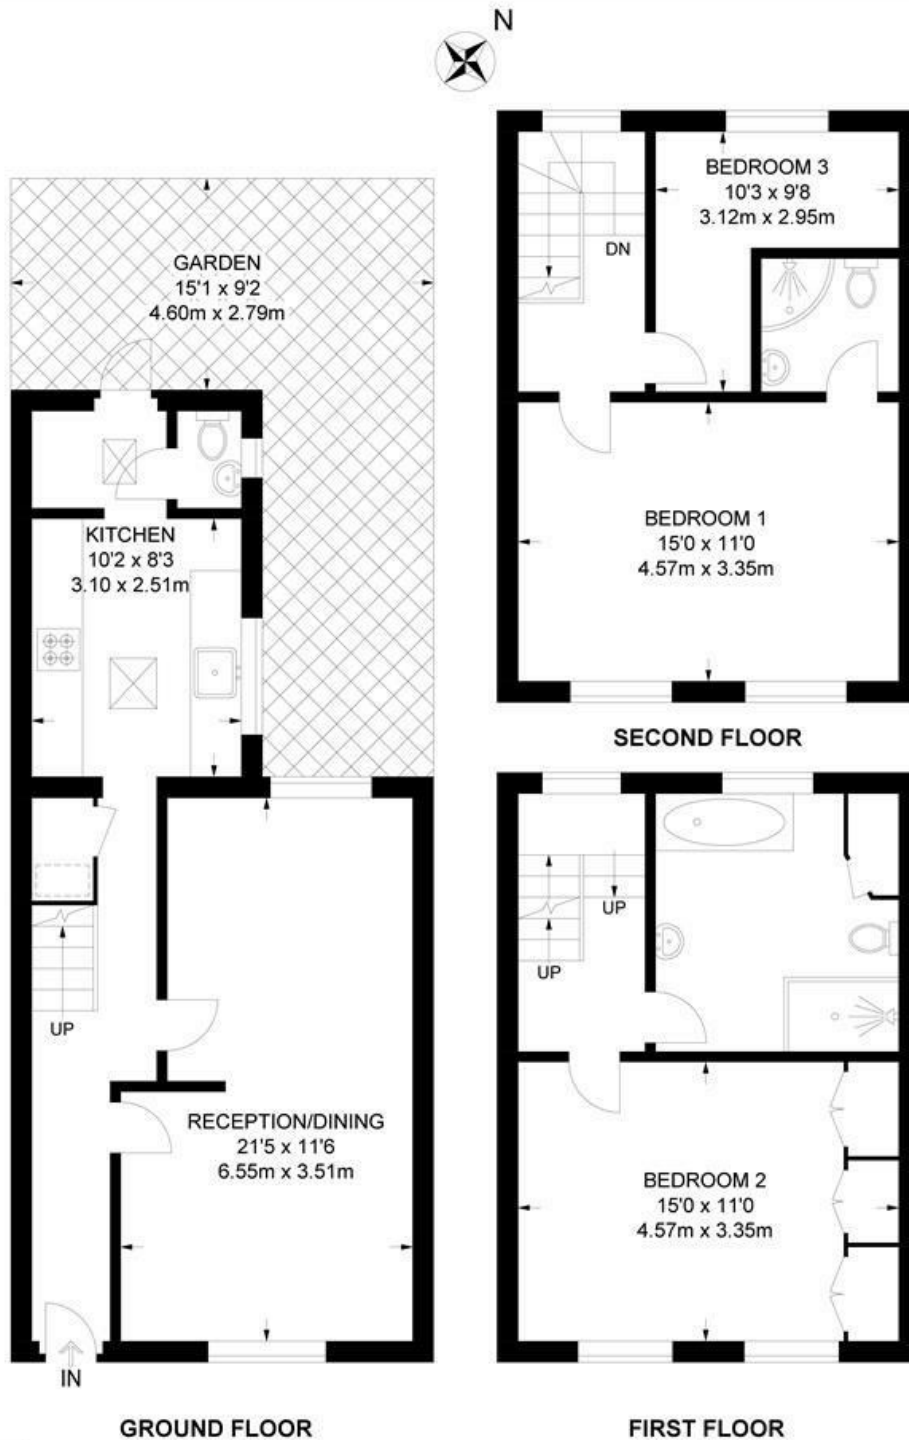 N
GARDEN
15'1 x 9'2
4.60m x 2.79m
KITCHEN
10'2 x 8'3
3.10 x 2.51m
UP
RECEPTION/DINING
21'5 x 11'6
6.55m x 3.51m
IN
GROUND FLOOR
BEDROOM 3
10'3 x 9'8
3.12m x 2.95m
DN
BEDROOM 1
15'0 x 11'0
4.57m x 3.35m
SECOND FLOOR
UP
UP
BEDROOM 2
15'0 x 11'0
4.57m x 3.35m
FIRST FLOOR